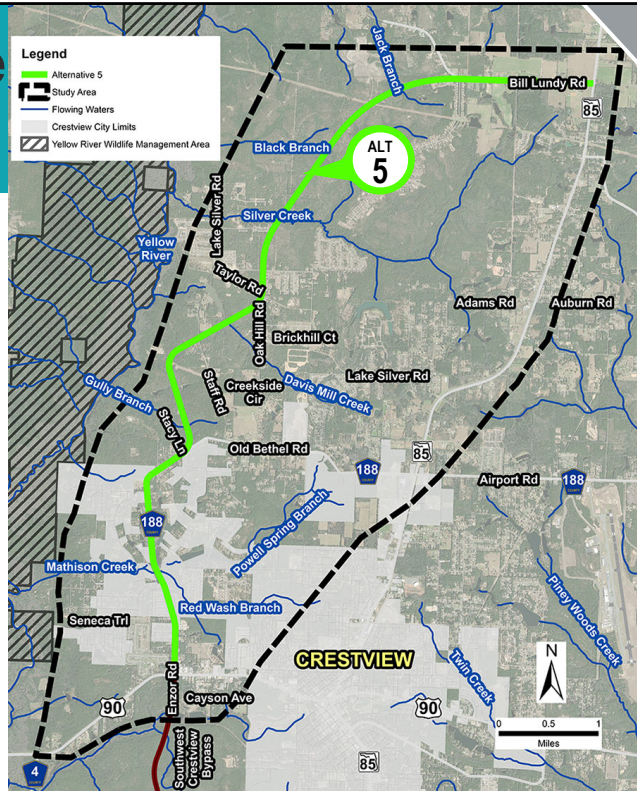 e
Legend
Alternative 5
Study Area
Flowing Waters
Crestview City Limits
Yellow River Wildlife Management Area
Jack Branch
Bill Lundy Rd
85
Black Branch
ALT
5
Lake Silver Rd
Silver Creek
Yellow
River
Taylor Rd
Adams Rd
Auburn Rd
Oak Hill Rd
Brickhill Ct
Staff Rd
Creekside
Cir
Davis Mill Creek
Lake Silver Rd
Gully Branch
Stacy Ln
Old Bethel Rd
85
188
COUNTY
Airport Rd
188
COUNTY
188
COUNTY
Powell Spring Branch
Mathison Creek
Red Wash Branch
Piney Woods Creek
Seneca Trl
CRESTVIEW
Twin Creek
N
Enzor Rd
Cayson Ave
90
90
0 0.5 1
Miles
Southwest
Crestview
Bypass
4
COUNTY
85